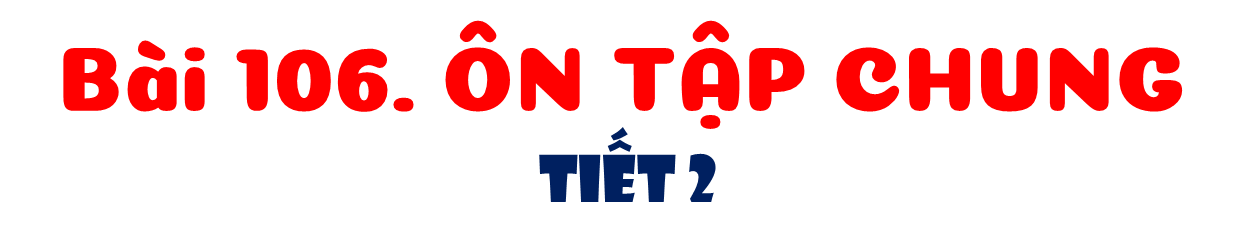 Bài 106. ÔN TẬP CHUNG
TIẾT 2